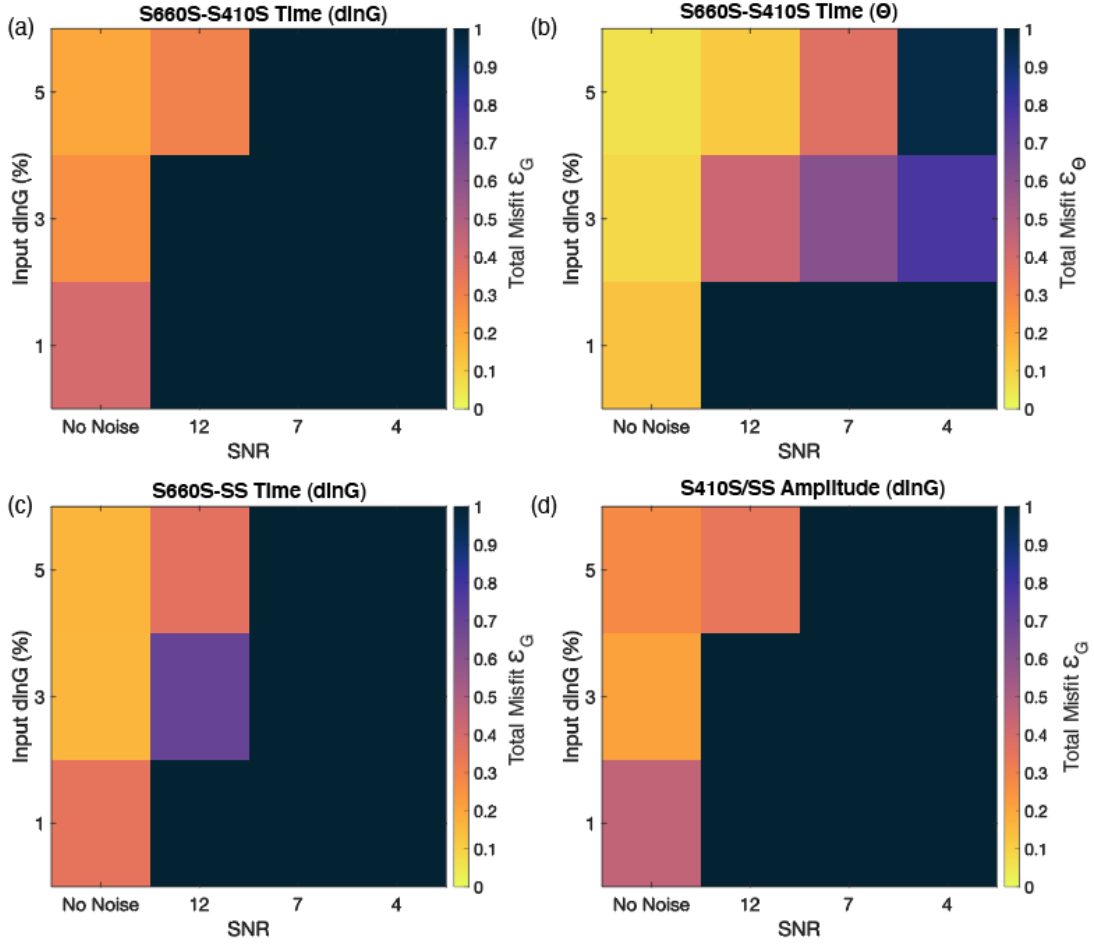 (a)
S660S-S410S Time (dlnG)
Input dlnG (%)
5
3
1
No Noise 12 7 4
SNR
1
0.9
0.8
0.7
0.6
0.5
0.4
0.3
0.2
0.1
0
Total Misfit ε_G
(b)
S660S-S410S Time (Θ)
Input dlnG (%)
5
3
1
No Noise 12 7 4
SNR
1
0.9
0.8
0.7
0.6
0.5
0.4
0.3
0.2
0.1
0
Total Misfit ε_Θ
(c)
S660S-SS Time (dlnG)
Input dlnG (%)
5
3
1
No Noise 12 7 4
SNR
1
0.9
0.8
0.7
0.6
0.5
0.4
0.3
0.2
0.1
0
Total Misfit ε_G
(d)
S410S/SS Amplitude (dlnG)
Input dlnG (%)
5
3
1
No Noise 12 7 4
SNR
1
0.9
0.8
0.7
0.6
0.5
0.4
0.3
0.2
0.1
0
Total Misfit ε_G